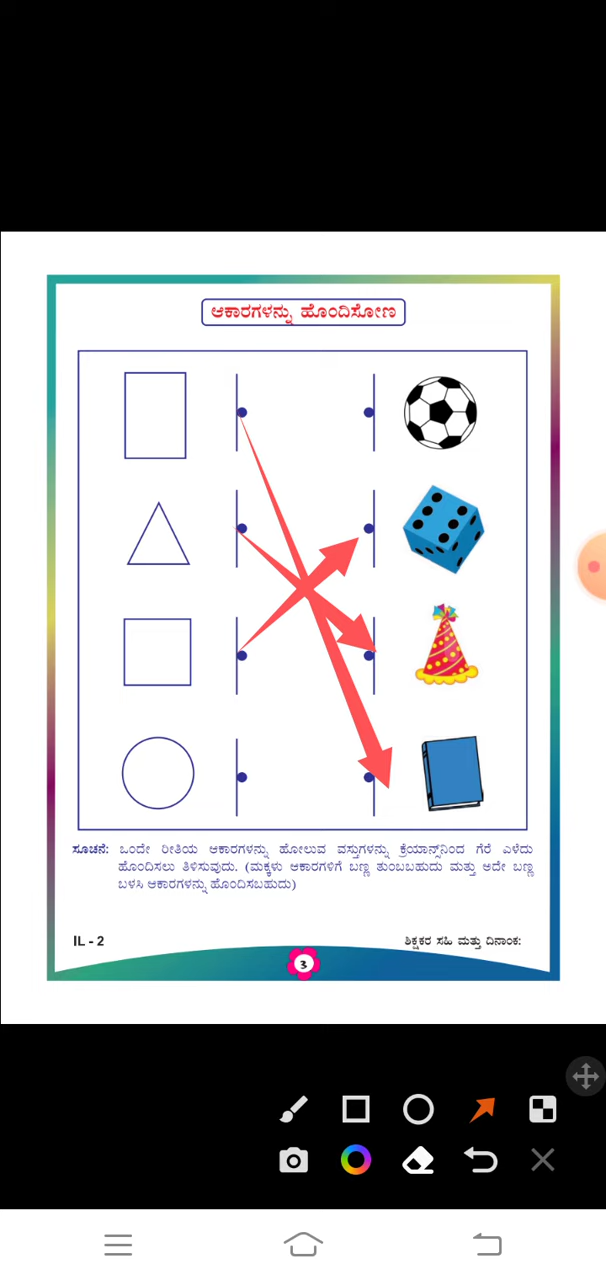 ಆಕಾರಗಳನ್ನು ಹೊಂದಿಸೋಣ
ಸೂಚನೆ: ಒಂದೇ ರೀತಿಯ ಆಕಾರಗಳನ್ನು ಹೋಲುವ ವಸ್ತುಗಳನ್ನು ಕ್ರೆಯಾನ್ಸ್‌ನಿಂದ ಗೆರೆ ಎಳೆದು
ಹೊಂದಿಸಲು ತಿಳಿಸುವುದು. (ಮಕ್ಕಳು ಆಕಾರಗಳಿಗೆ ಬಣ್ಣ ತುಂಬಬಹುದು ಮತ್ತು ಅದೇ ಬಣ್ಣ
ಬಳಸಿ ಆಕಾರಗಳನ್ನು ಹೊಂದಿಸಬಹುದು)
IL - 2 ಶಿಕ್ಷಕರ ಸಹಿ ಮತ್ತು ದಿನಾಂಕ:
3